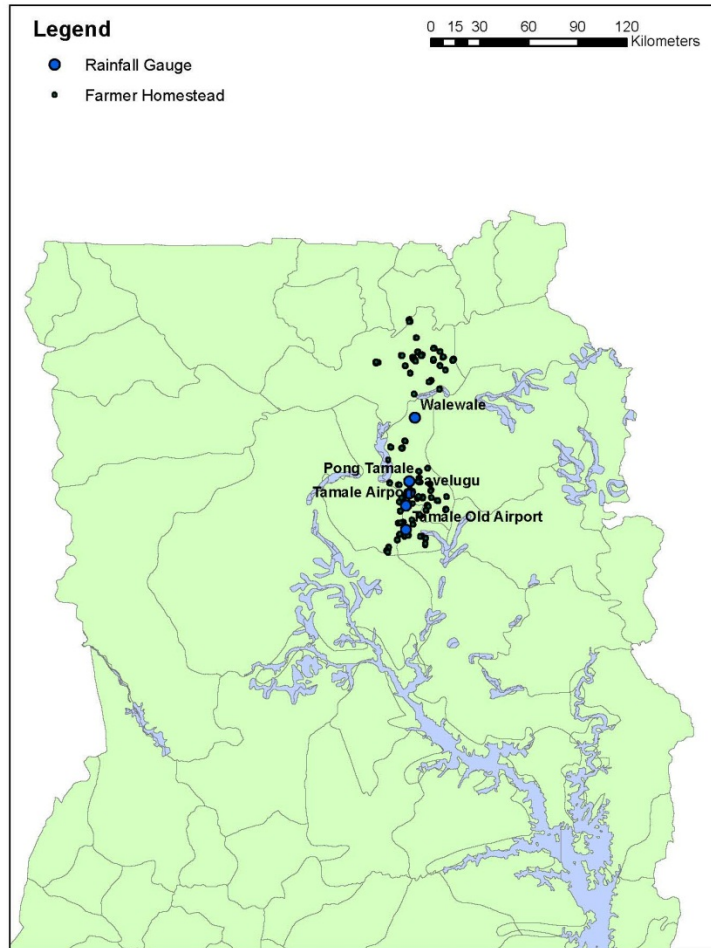 Legend
0 15 30 60 90 120
Kilometers
Rainfall Gauge
Farmer Homestead
Walewale
Pong Tamale
Savelugu
Tamale Airport
Tamale Old Airport